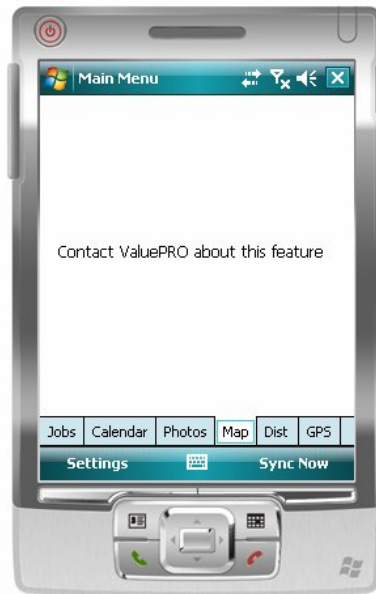 Main Menu
Contact ValuePRO about this feature
Jobs Calendar Photos Map Dist GPS
Settings Sync Now